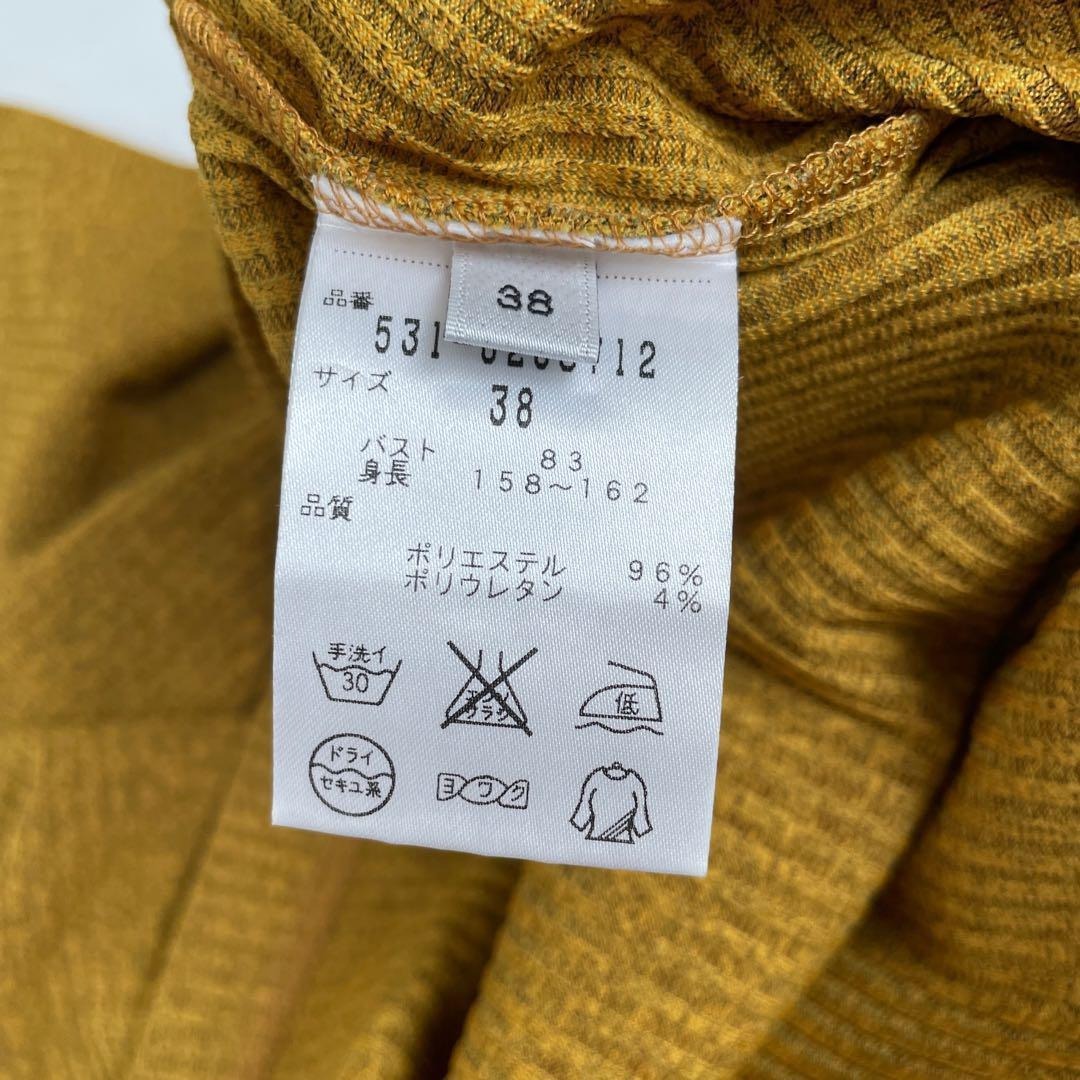 38
品番
531
712
サイズ
38
バスト 83
身長 158～162
品質
ポリエステル 96%
ポリウレタン 4%
手洗イ
30
低
ドライ
セキユ系
ヨワク